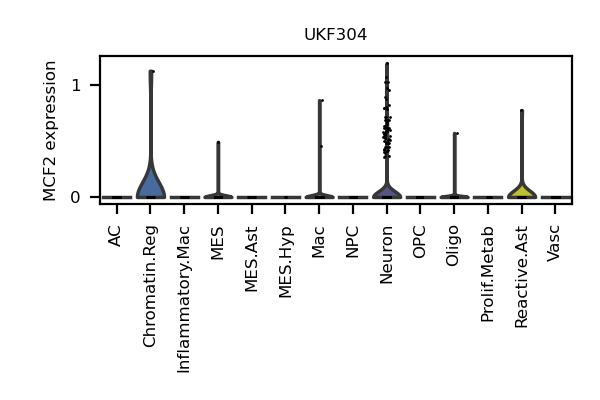 UKF304
MCF2 expression
1
0
AC
Chromatin.Reg
Inflammatory.Mac
MES
MES.Ast
MES.Hyp
Mac
NPC
Neuron
OPC
Oligo
Prolif.Metab
Reactive.Ast
Vasc